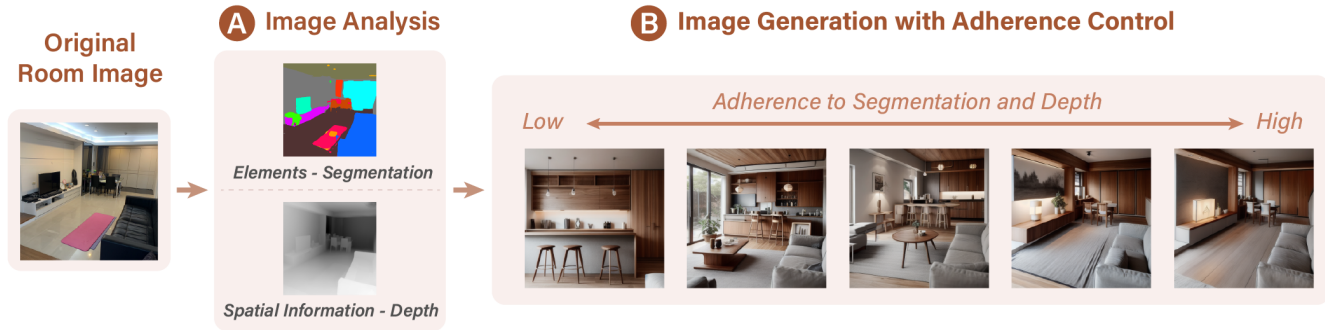 Original
Room Image
A Image Analysis
Elements - Segmentation
Spatial Information - Depth
B Image Generation with Adherence Control
Adherence to Segmentation and Depth
Low
High